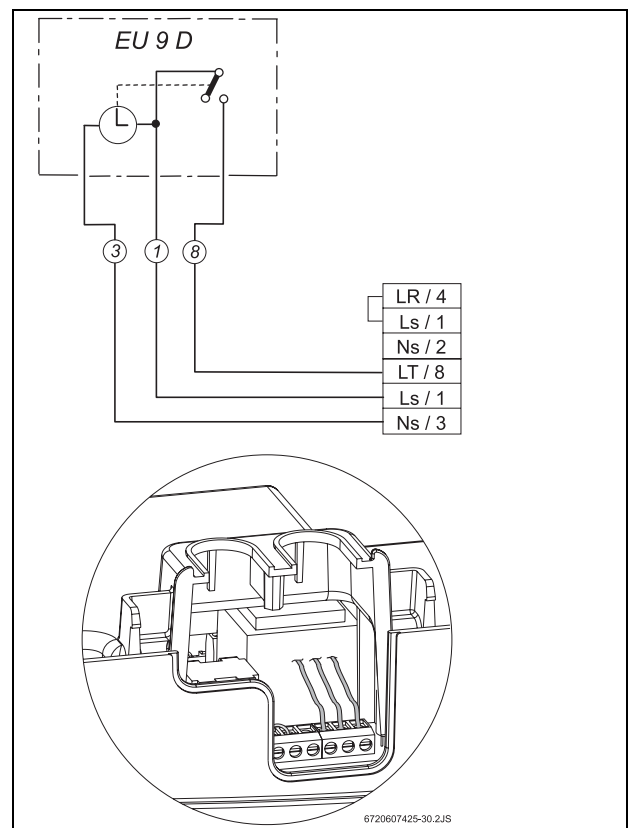 EU 9 D
3 1 8
LR / 4
Ls / 1
Ns / 2
LT / 8
Ls / 1
Ns / 3
6720607425-30.2JS